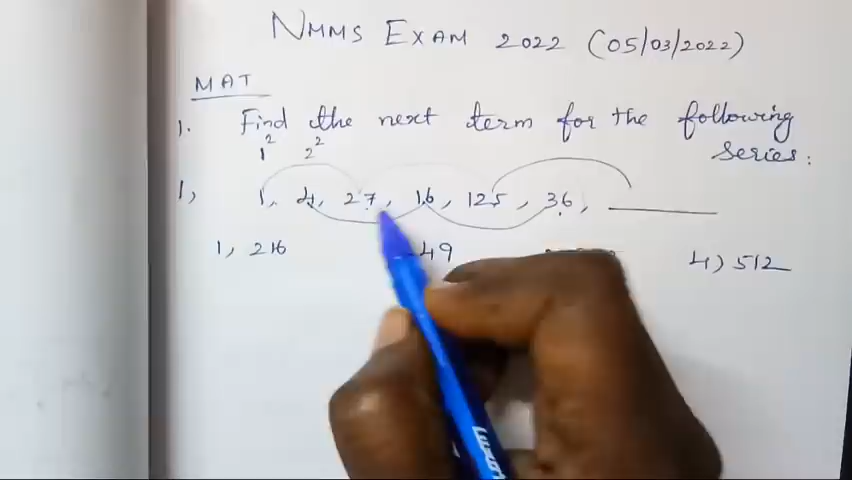 NMMS EXAM 2022 (05/03/2022)
MAT
1. Find the next term for the following
series:
1² 2²
1, 1, 4, 27, 16, 125, 36,
1, 216 49 4) 512